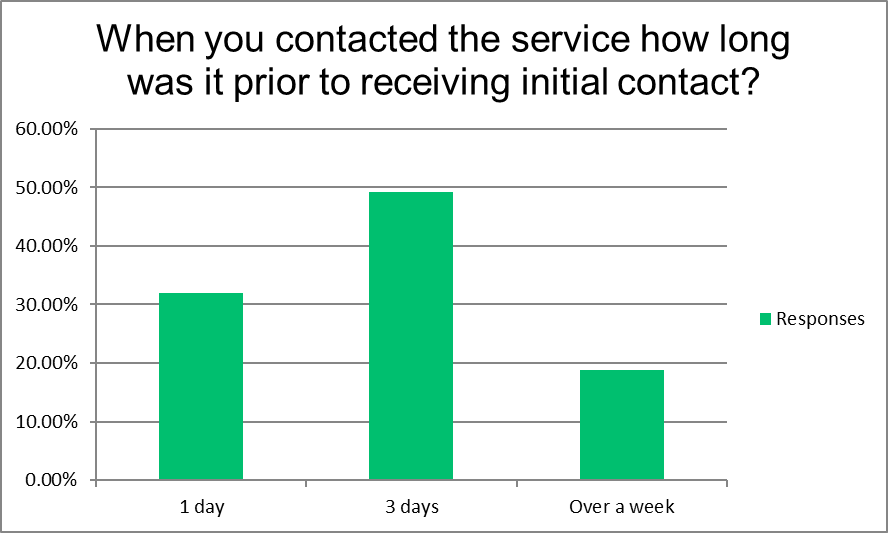 When you contacted the service how long
was it prior to receiving initial contact?
60.00%
50.00%
40.00%
30.00%
20.00%
10.00%
0.00%
1 day
3 days
Over a week
Responses